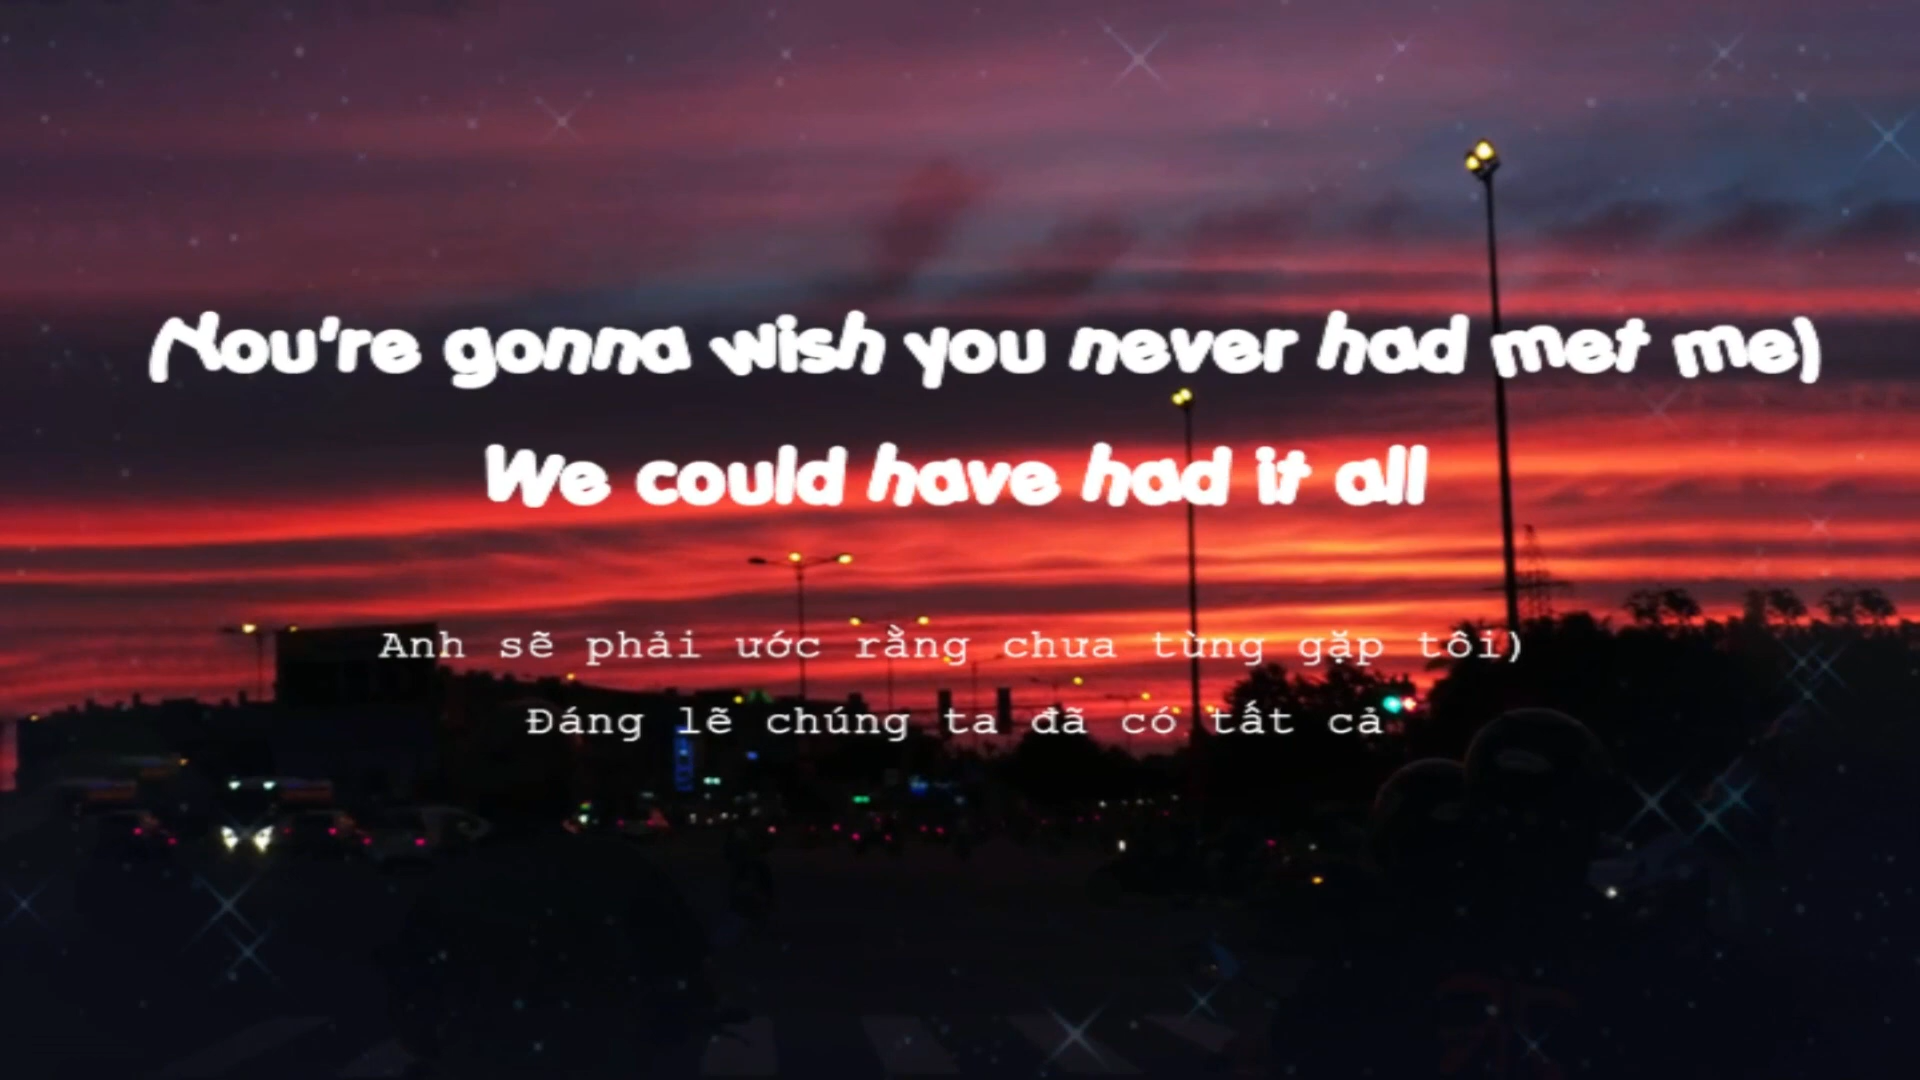 (You're gonna wish you never had met me)
We could have had it all
Anh sẽ phải ước rằng chưa từng gặp tôi)
Đáng lẽ chúng ta đã có tất cả